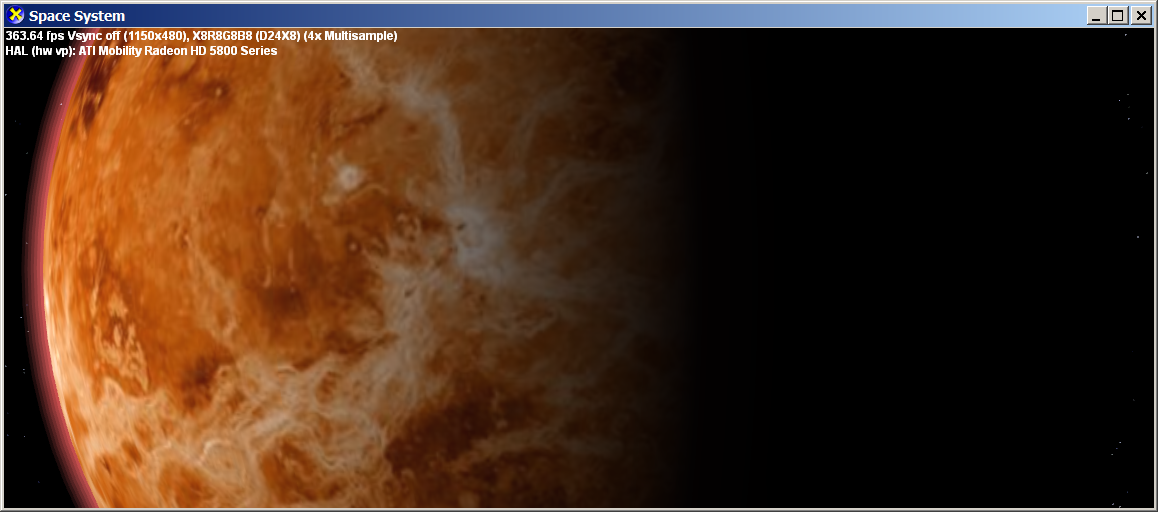 Space System
363.64 fps Vsync off (1150x480), X8R8G8B8 (D24X8) (4x Multisample)
HAL (hw vp): ATI Mobility Radeon HD 5800 Series